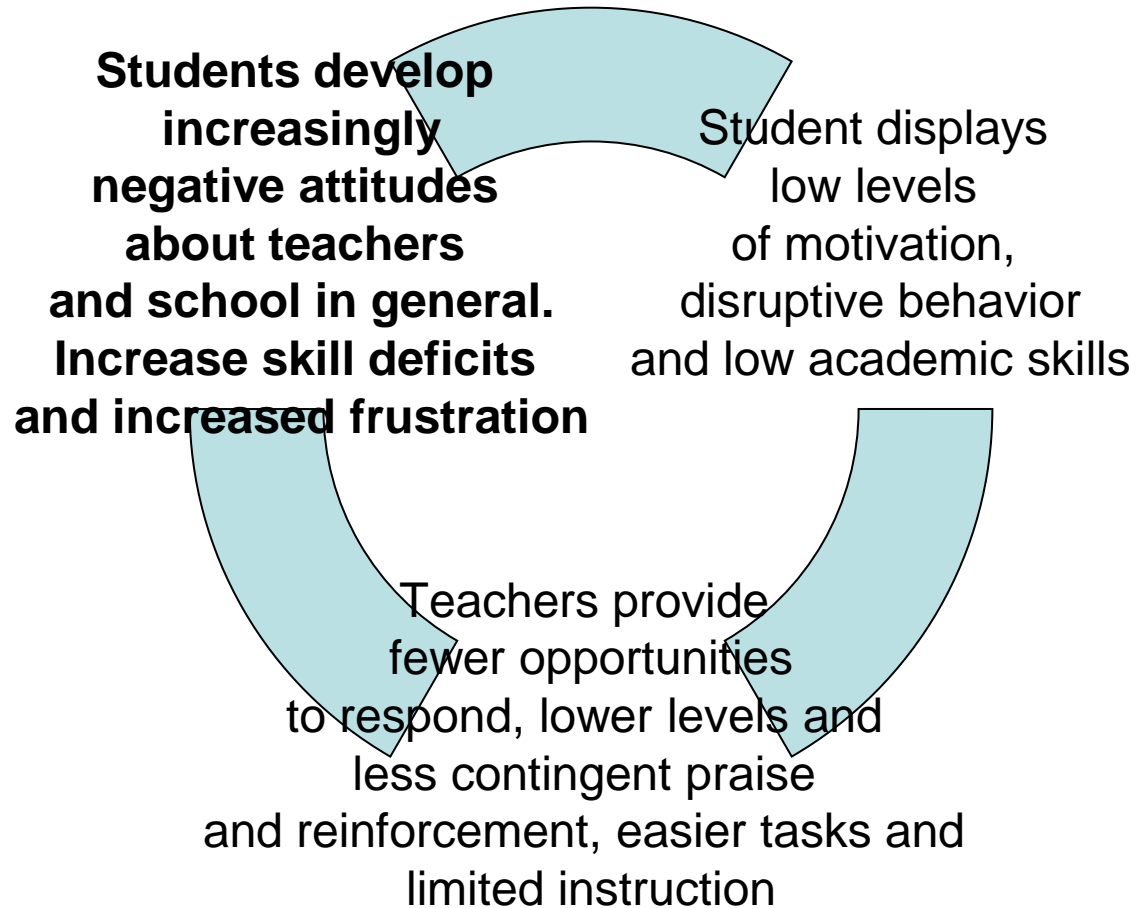 Students develop
increasingly
negative attitudes
about teachers
and school in general.
Increase skill deficits
and increased frustration
Student displays
low levels
of motivation,
disruptive behavior
and low academic skills
Teachers provide
fewer opportunities
to respond, lower levels and
less contingent praise
and reinforcement, easier tasks and
limited instruction